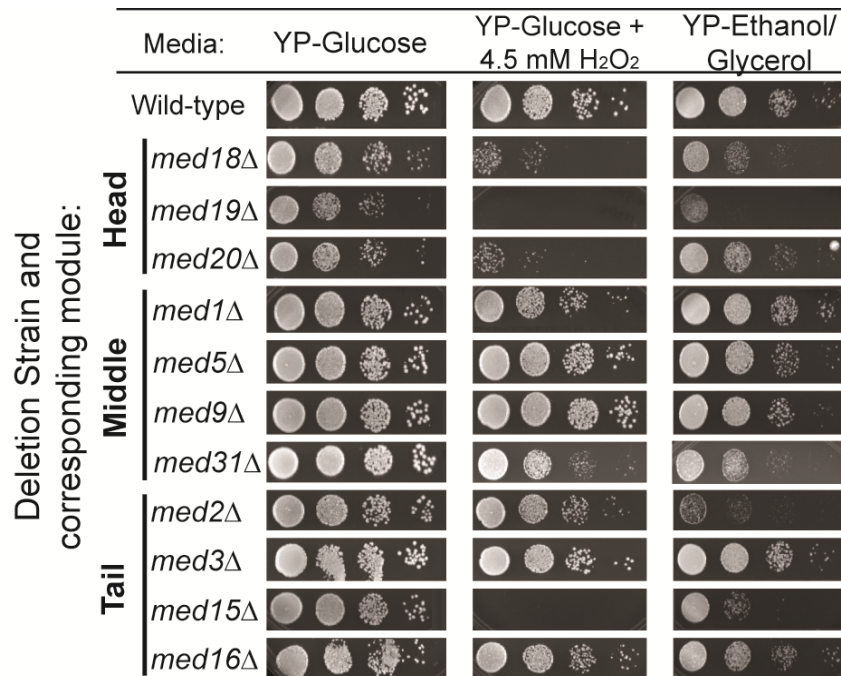 Media:
YP-Glucose
YP-Glucose +
4.5 mM H₂O₂
YP-Ethanol/
Glycerol
Wild-type
Deletion Strain and
corresponding module:
Head
med18Δ
med19Δ
med20Δ
Middle
med1Δ
med5Δ
med9Δ
med31Δ
Tail
med2Δ
med3Δ
med15Δ
med16Δ